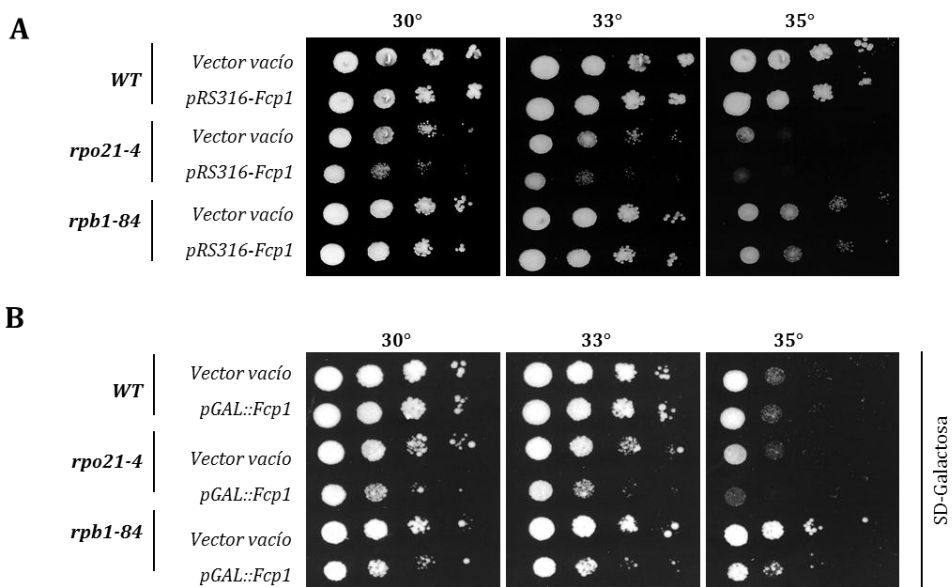 A
30° 33° 35°
WT
Vector vacío
pRS316-Fcp1
rpo21-4
Vector vacío
pRS316-Fcp1
rpb1-84
Vector vacío
pRS316-Fcp1
B
30° 33° 35°
WT
Vector vacío
pGAL::Fcp1
rpo21-4
Vector vacío
pGAL::Fcp1
rpb1-84
Vector vacío
pGAL::Fcp1
SD-Galactosa